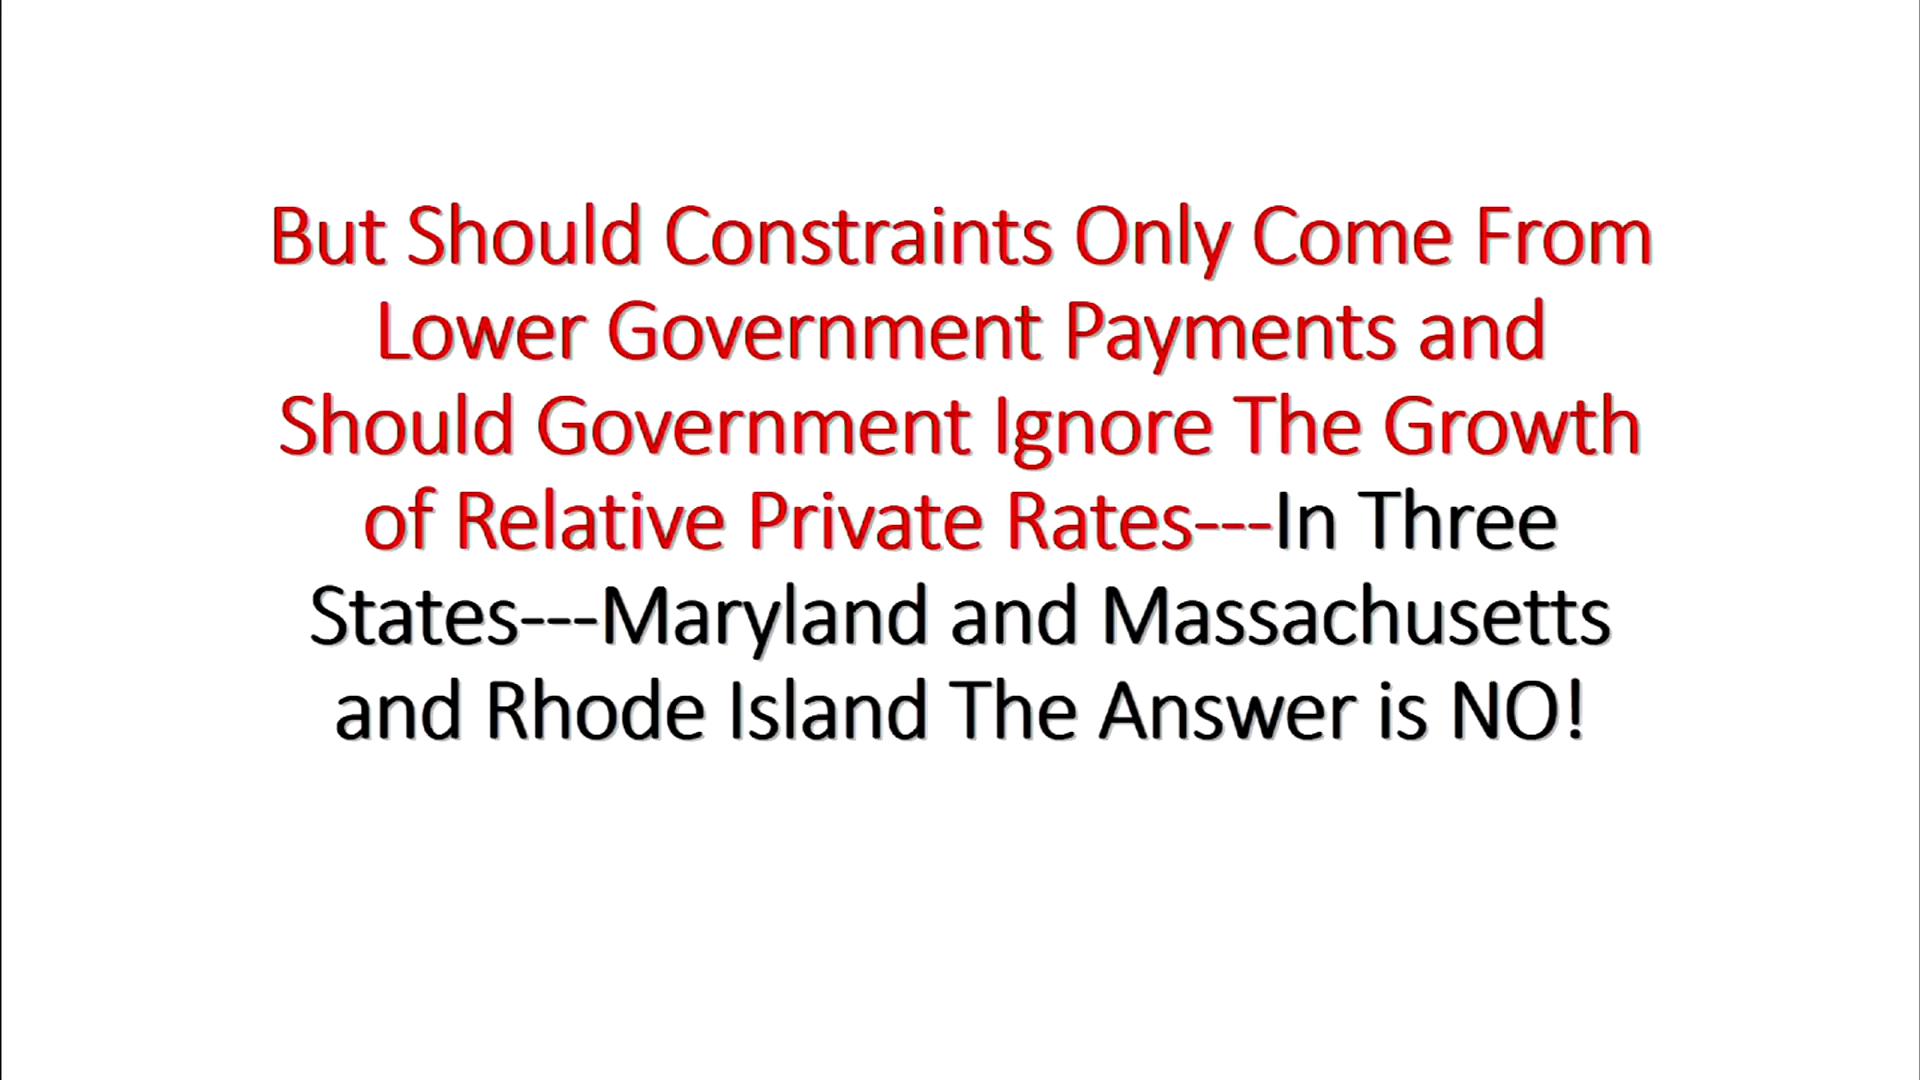 But Should Constraints Only Come From
Lower Government Payments and
Should Government Ignore The Growth
of Relative Private Rates---In Three
States---Maryland and Massachusetts
and Rhode Island The Answer is NO!